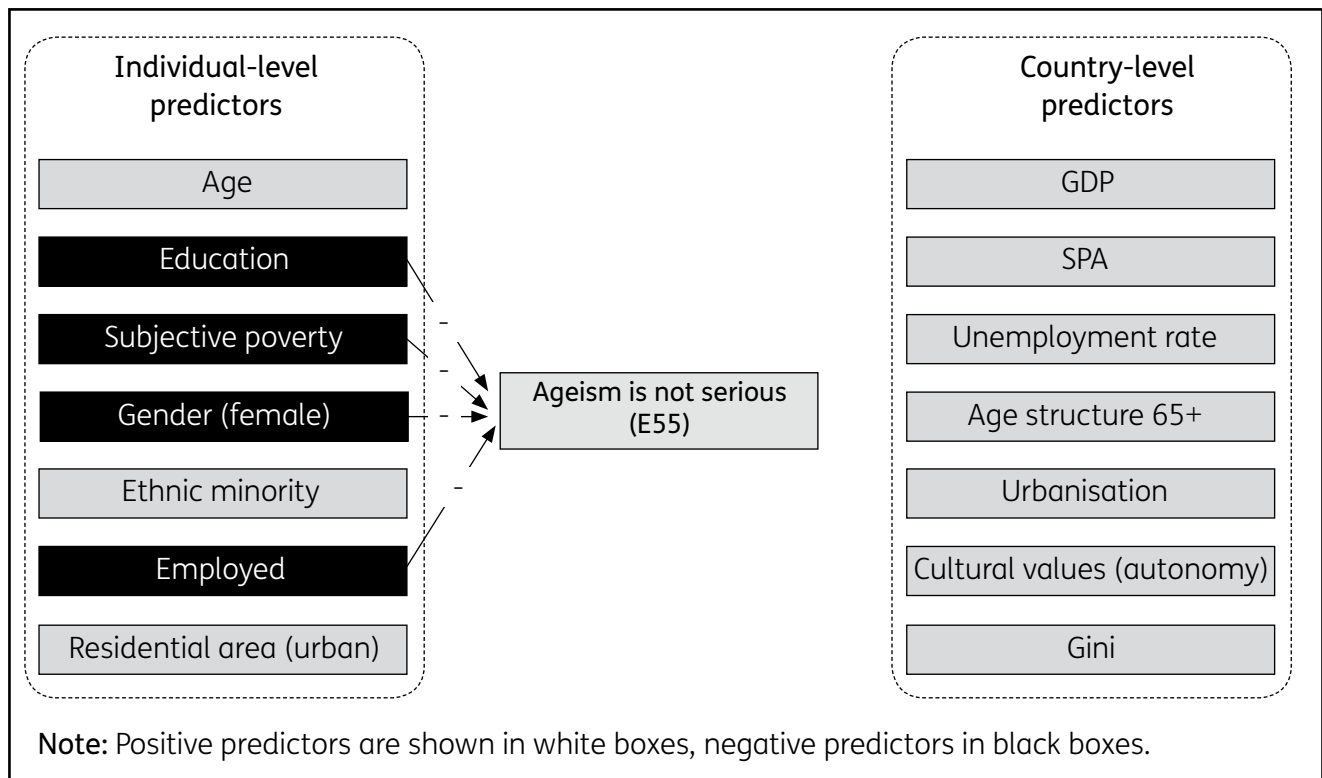 Individual-level
predictors
Age
Education
Subjective poverty
Gender (female)
Ethnic minority
Employed
Residential area (urban)
-
-
-
-
Ageism is not serious
(E55)
Country-level
predictors
GDP
SPA
Unemployment rate
Age structure 65+
Urbanisation
Cultural values (autonomy)
Gini
Note: Positive predictors are shown in white boxes, negative predictors in black boxes.